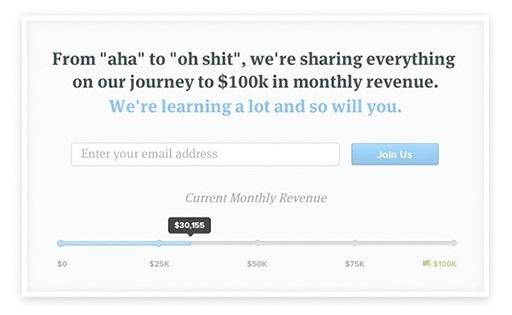 From "aha" to "oh shit", we're sharing everything
on our journey to $100k in monthly revenue.
We're learning a lot and so will you.
Enter your email address
Join Us
Current Monthly Revenue
$30,155
$0 $25K $50K $75K $100K